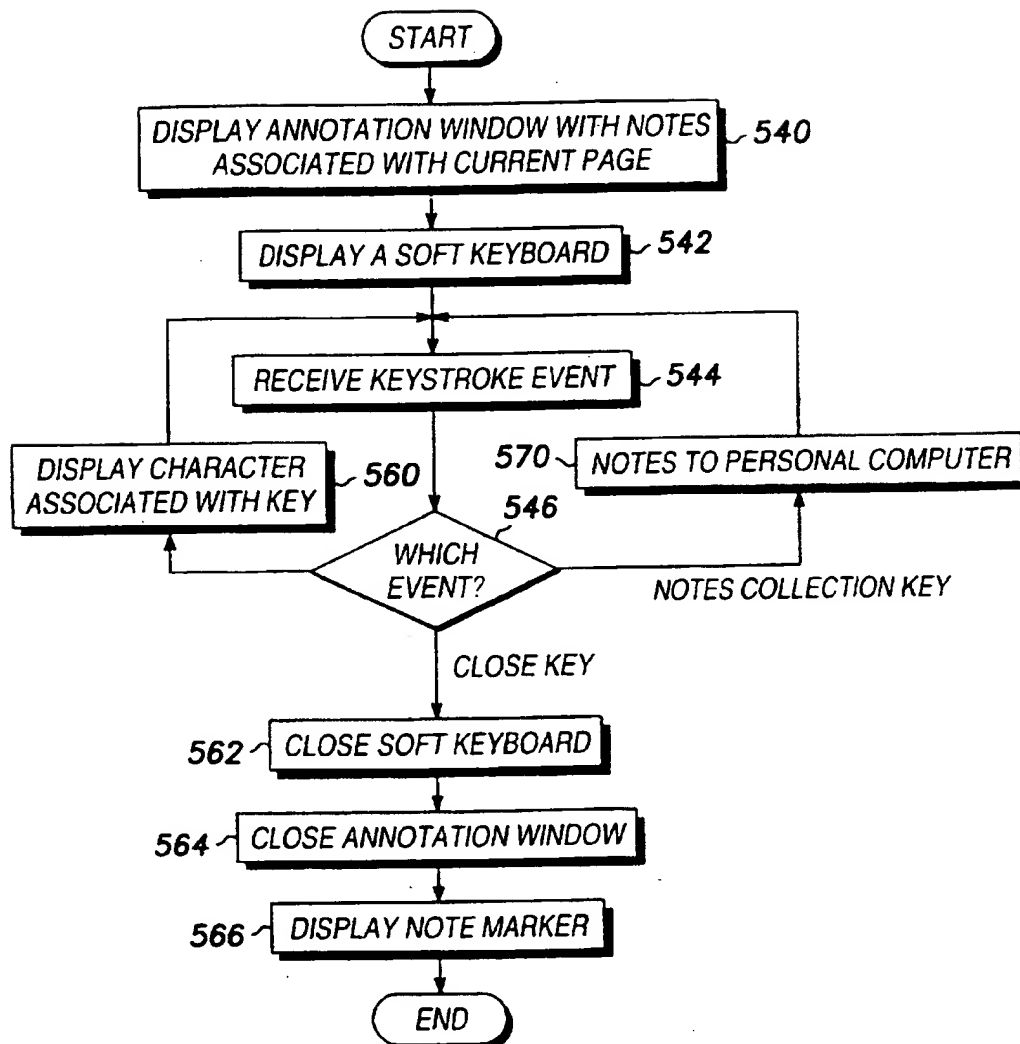 START
DISPLAY ANNOTATION WINDOW WITH NOTES
ASSOCIATED WITH CURRENT PAGE
540
DISPLAY A SOFT KEYBOARD
542
RECEIVE KEYSTROKE EVENT
544
DISPLAY CHARACTER
ASSOCIATED WITH KEY
560
570
NOTES TO PERSONAL COMPUTER
546
WHICH
EVENT?
NOTES COLLECTION KEY
CLOSE KEY
562
CLOSE SOFT KEYBOARD
564
CLOSE ANNOTATION WINDOW
566
DISPLAY NOTE MARKER
END